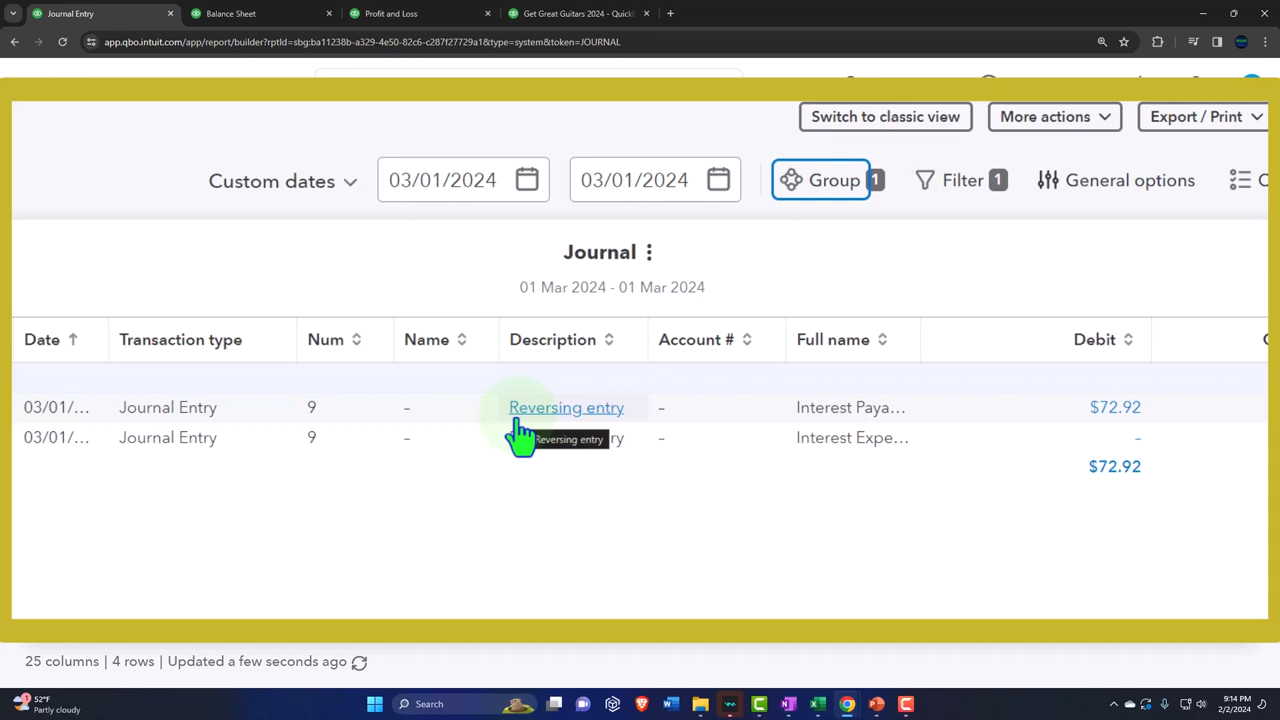 Journal Entry
Balance Sheet
Profit and Loss
Get Great Guitars 2024 - Quick
app.qbo.intuit.com/app/report/builder?rptId=sbg:ba11238b-a329-4e50-82c6-c287f27729a1&type=system&token=JOURNAL
Switch to classic view More actions Export / Print
Custom dates 03/01/2024 03/01/2024 Group 1 Filter 1 General options
Journal
01 Mar 2024 - 01 Mar 2024
Date Transaction type Num Name Description Account # Full name Debit
03/01/... Journal Entry 9 - Reversing entry - Interest Paya... $72.92
03/01/... Journal Entry 9 - - Interest Expe... -
Reversing entry
$72.92
25 columns | 4 rows | Updated a few seconds ago
52°F
Partly cloudy
Search
9:14 PM
2/2/2024